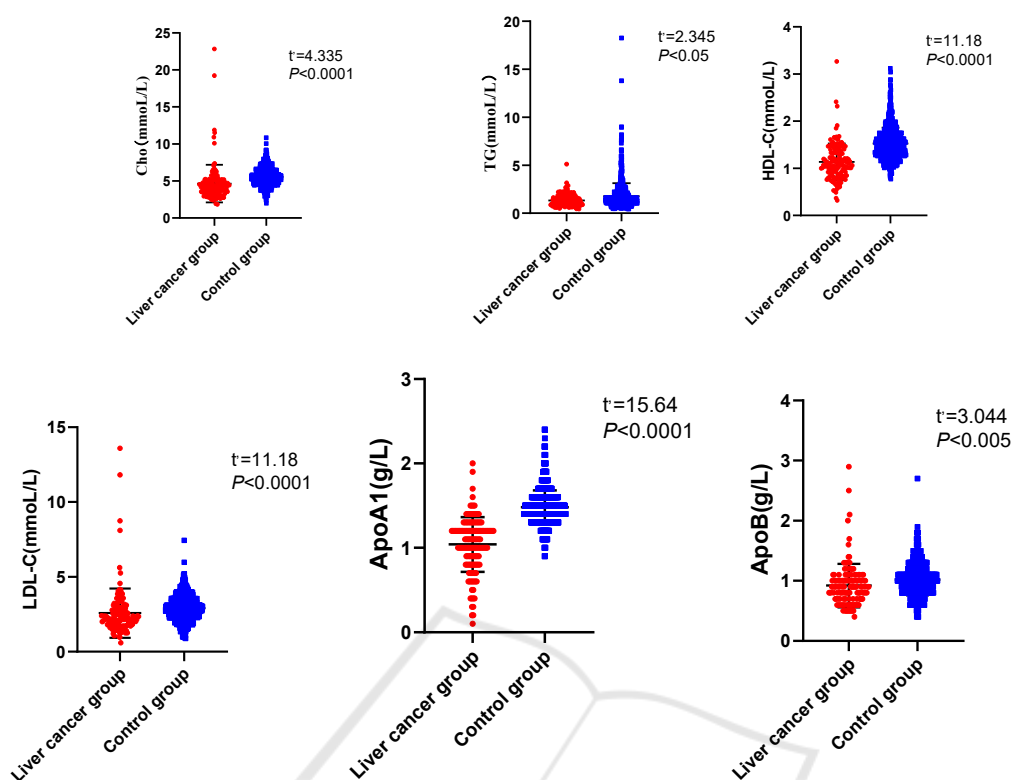 Cho(mmoL/L)
25
20
15
10
5
0
t'=4.335
P<0.0001
Liver cancer group
Control group
TG(mmoL/L)
20
15
10
5
0
t'=2.345
P<0.05
Liver cancer group
Control group
HDL-C(mmoL/L)
4
3
2
1
0
t'=11.18
P<0.0001
Liver cancer group
Control group
LDL-C(mmoL/L)
15
10
5
0
t'=11.18
P<0.0001
Liver cancer group
Control group
ApoA1(g/L)
3
2
1
0
t'=15.64
P<0.0001
Liver cancer group
Control group
ApoB(g/L)
4
3
2
1
0
t'=3.044
P<0.005
Liver cancer group
Control group